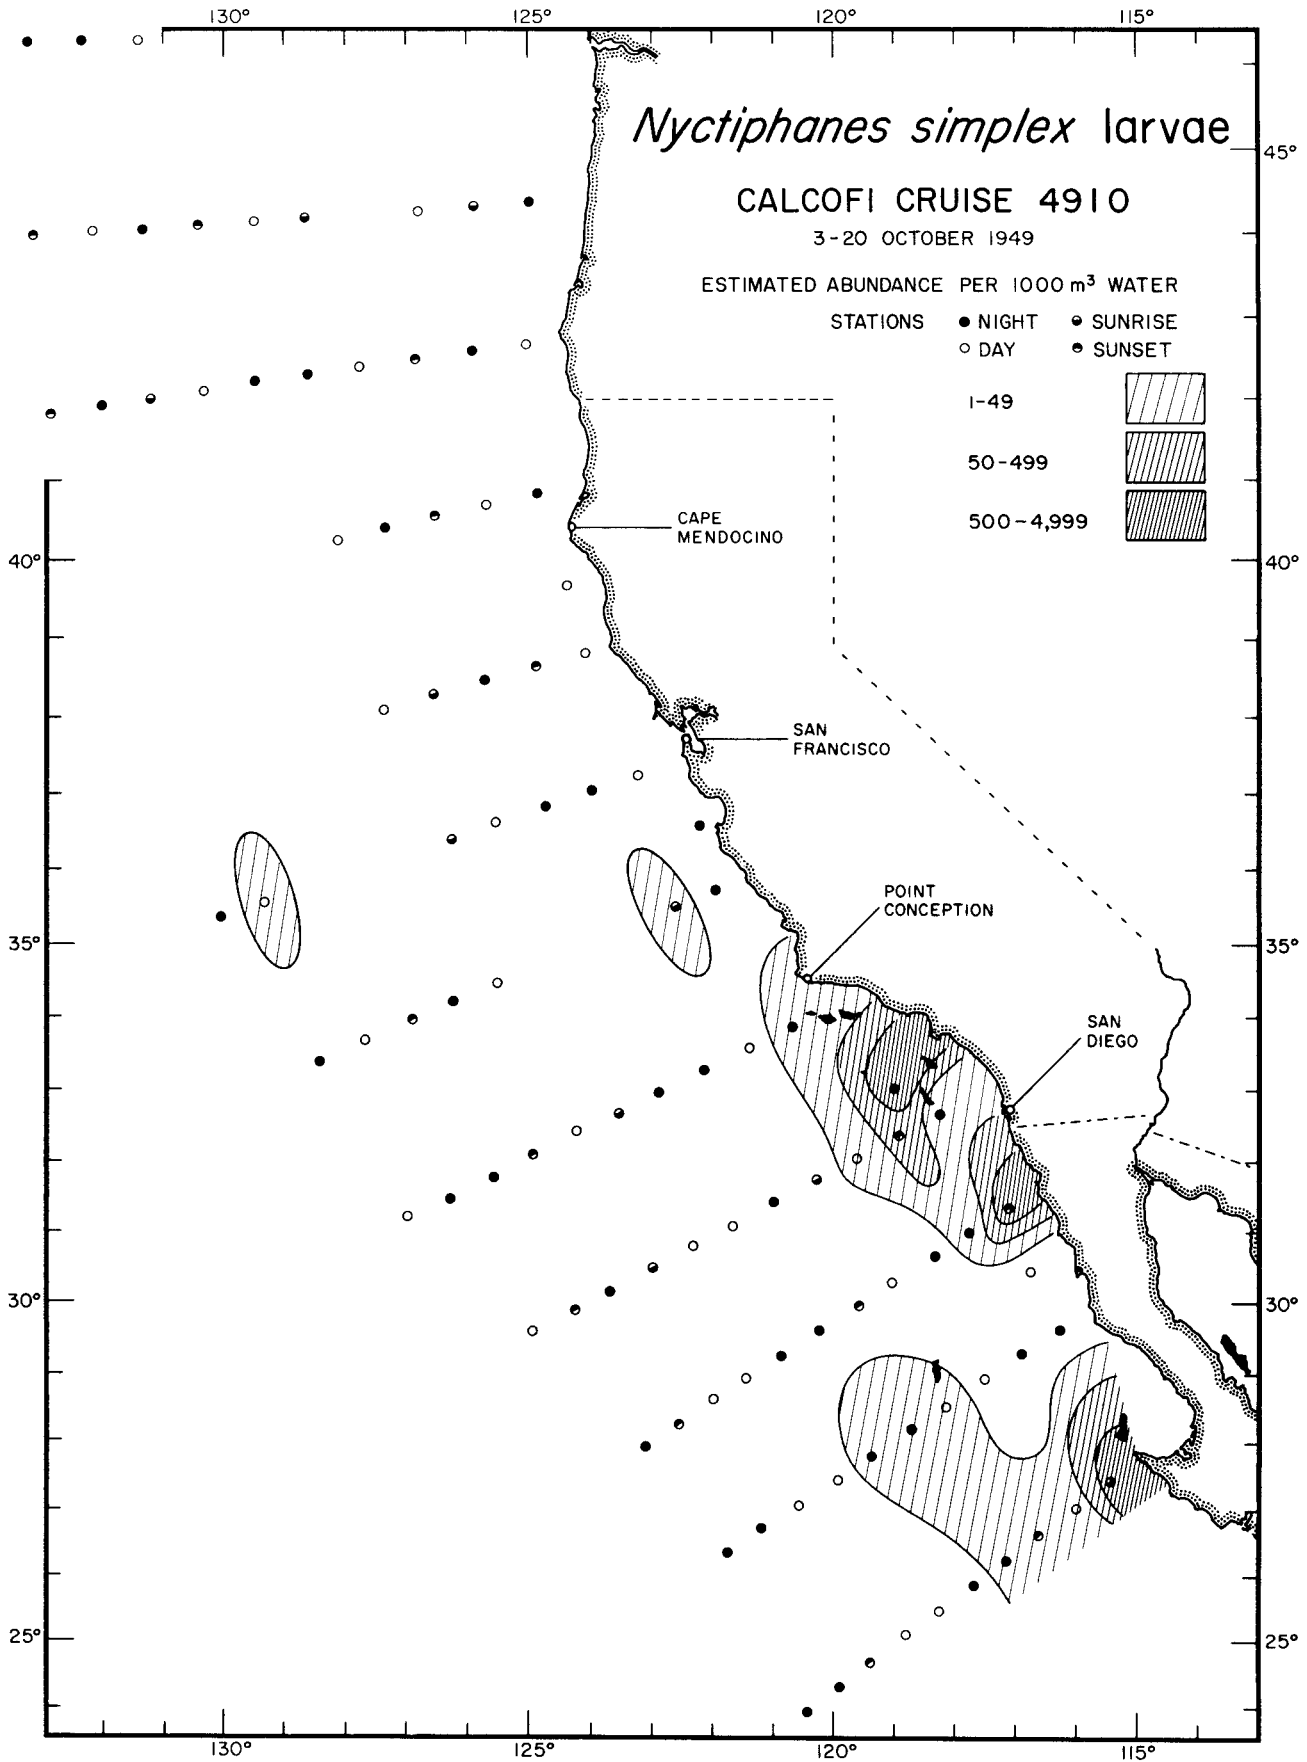 130° 125° 120° 115°
Nyctiphanes simplex larvae
45°
CALCOFI CRUISE 4910
3-20 OCTOBER 1949
ESTIMATED ABUNDANCE PER 1000 m³ WATER
STATIONS ● NIGHT ◒ SUNRISE
○ DAY ◓ SUNSET
1-49
50-499
500-4,999
CAPE
MENDOCINO
40° 40°
SAN
FRANCISCO
POINT
CONCEPTION
35° 35°
SAN
DIEGO
30° 30°
25° 25°
130° 125° 120° 115°